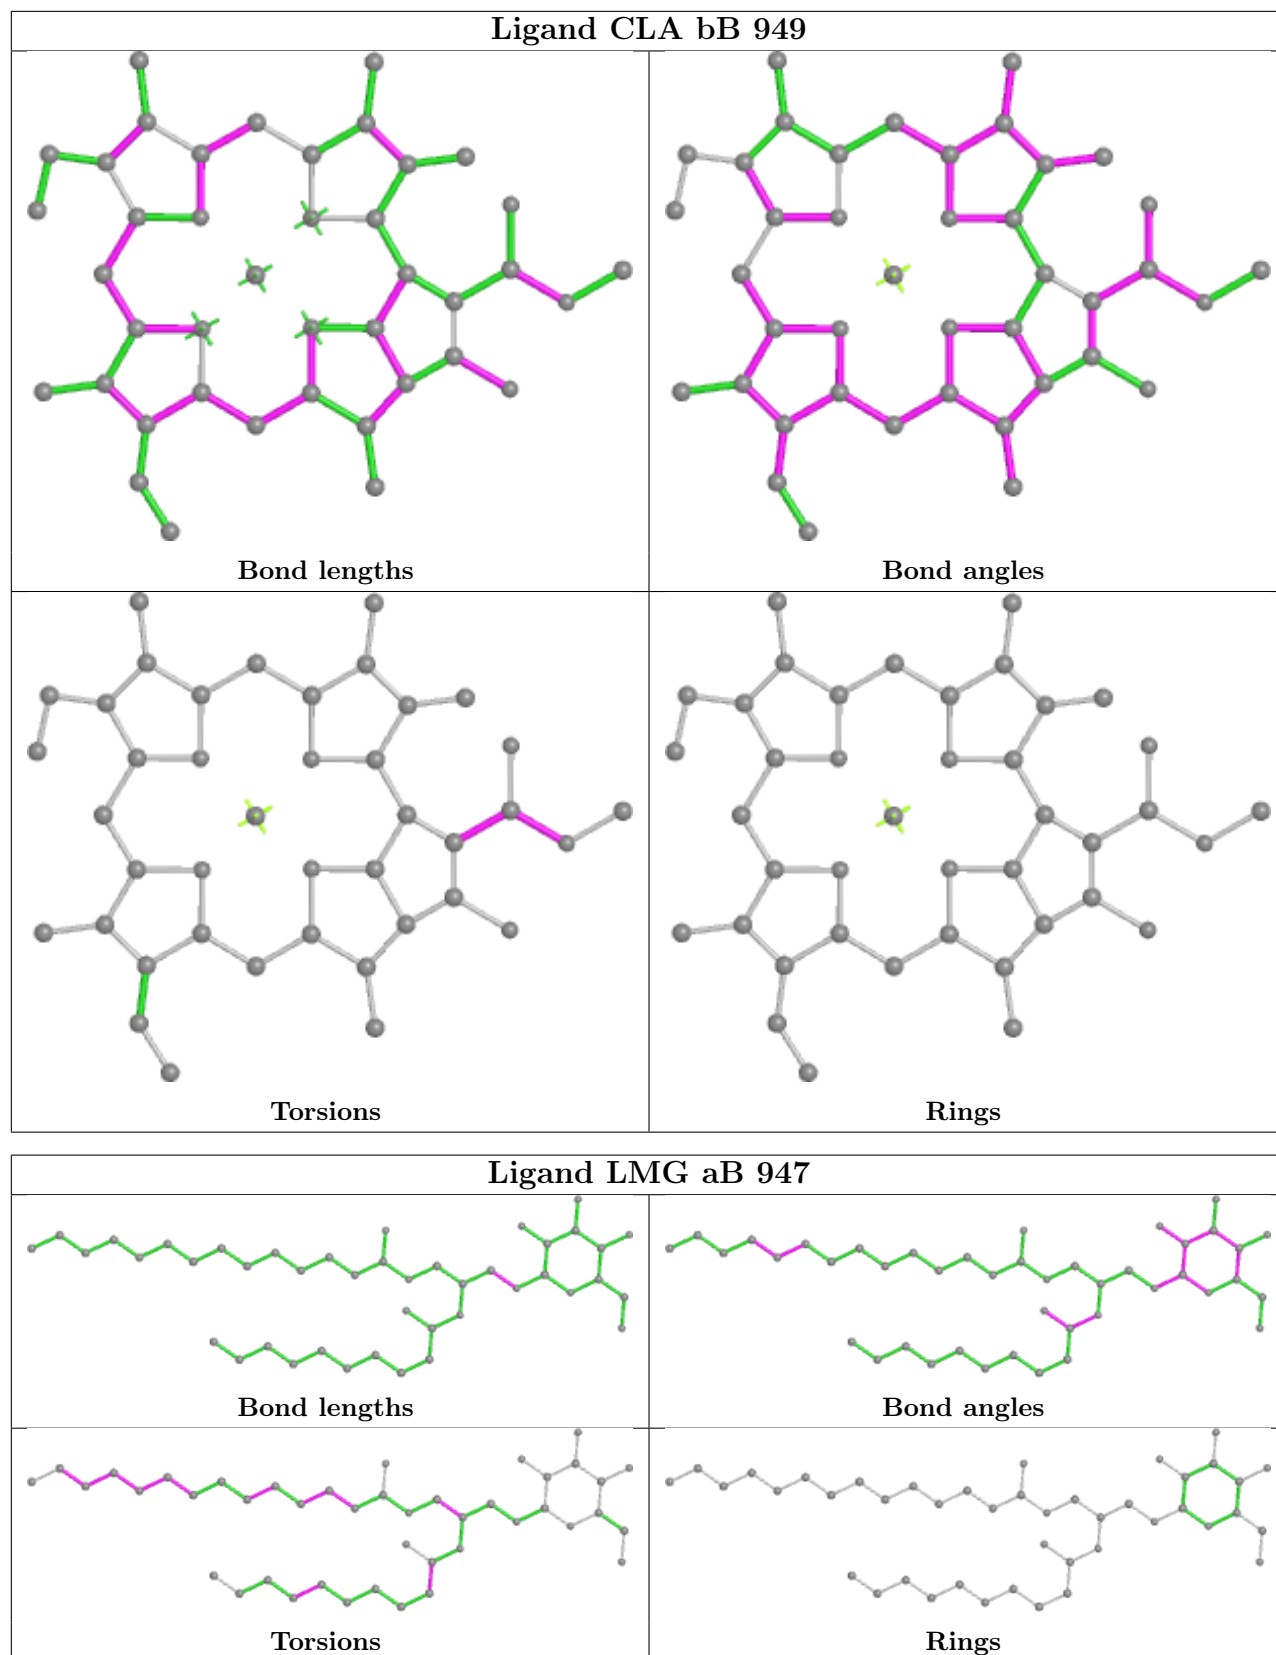 Ligand CLA bB 949
Bond lengths
Bond angles
Torsions
Rings
Ligand LMG aB 947
Bond lengths
Bond angles
Torsions
Rings